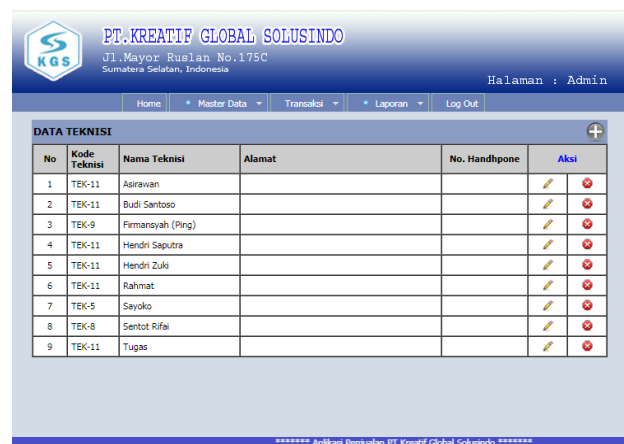 KGS
PT.KREATIF GLOBAL SOLUSINDO
Jl.Mayor Ruslan No.175C
Sumatera Selatan, Indonesia
Halaman : Admin
Home Master Data Transaksi Laporan Log Out
DATA TEKNISI
No Kode Teknisi Nama Teknisi Alamat No. Handhpone Aksi
1 TEK-11 Asirawan
2 TEK-11 Budi Santoso
3 TEK-9 Firmansyah (Ping)
4 TEK-11 Hendri Saputra
5 TEK-11 Hendri Zuki
6 TEK-11 Rahmat
7 TEK-5 Sayoko
8 TEK-8 Sentot Rifai
9 TEK-11 Tugas
******* Aplikasi Penjualan PT Kreatif Global Solusindo *******